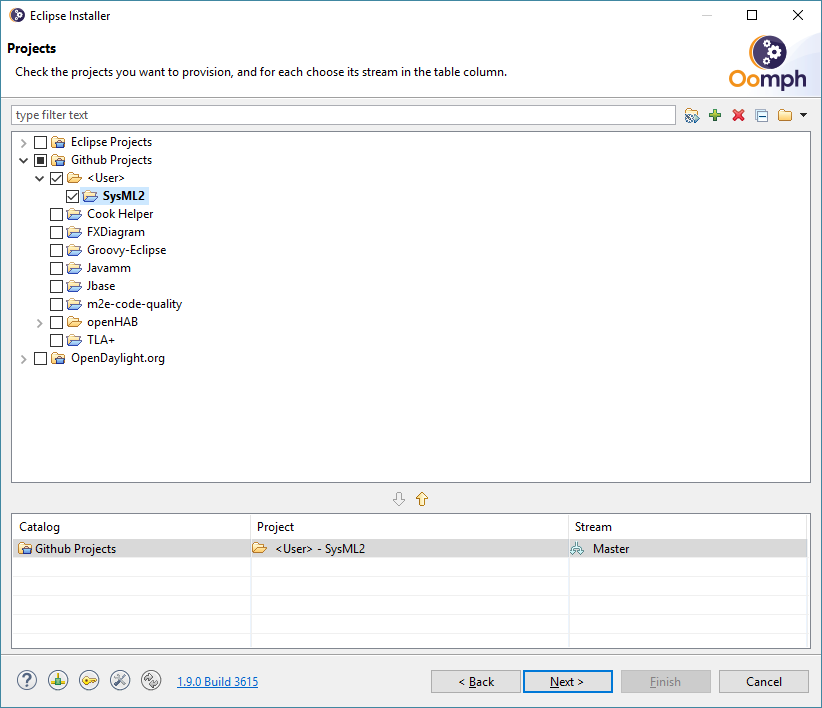 Eclipse Installer
Projects
Check the projects you want to provision, and for each choose its stream in the table column.
Oomph
type filter text
Eclipse Projects
Github Projects
<User>
SysML2
Cook Helper
FXDiagram
Groovy-Eclipse
Javamm
Jbase
m2e-code-quality
openHAB
TLA+
OpenDaylight.org
Catalog Project Stream
Github Projects <User> - SysML2 Master
? 1.9.0 Build 3615 < Back Next > Finish Cancel